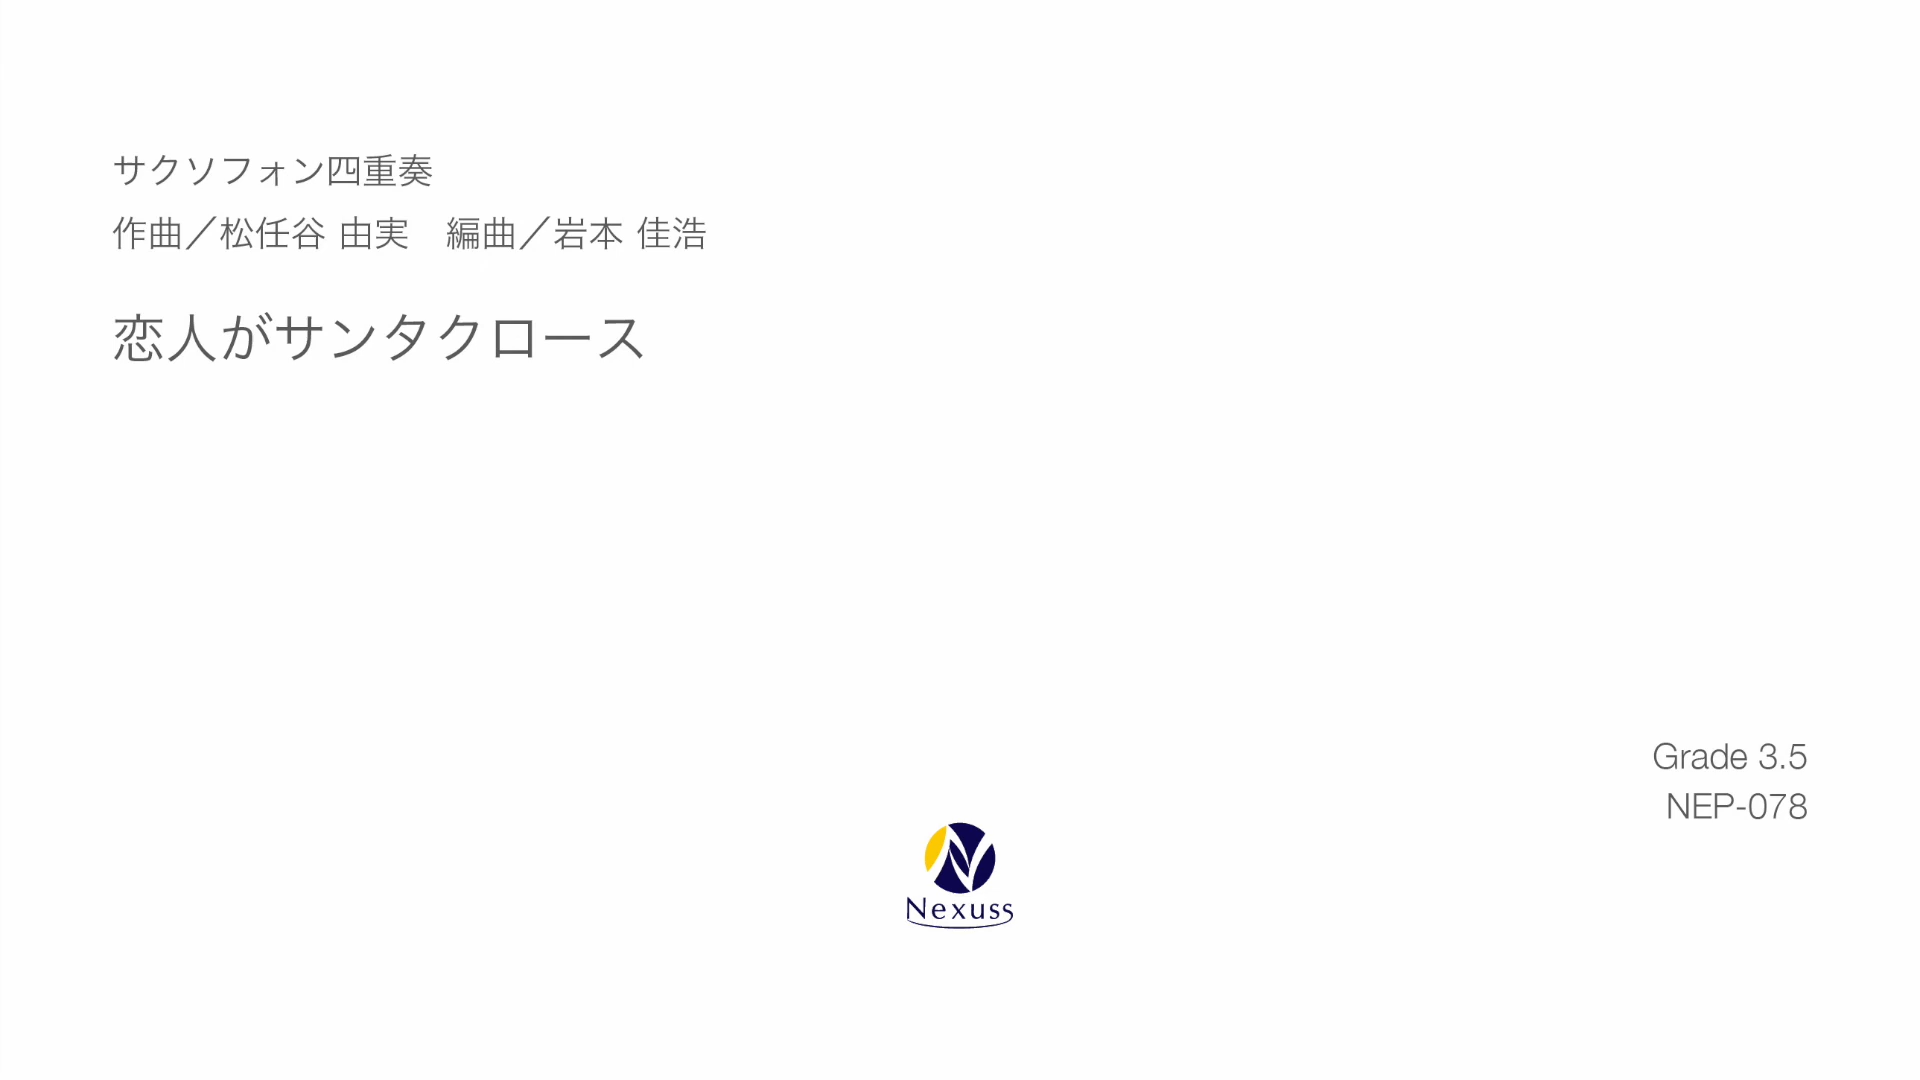 サクソフォン四重奏
作曲／松任谷 由実　編曲／岩本 佳浩
恋人がサンタクロース
Grade 3.5
NEP-078
Nexuss